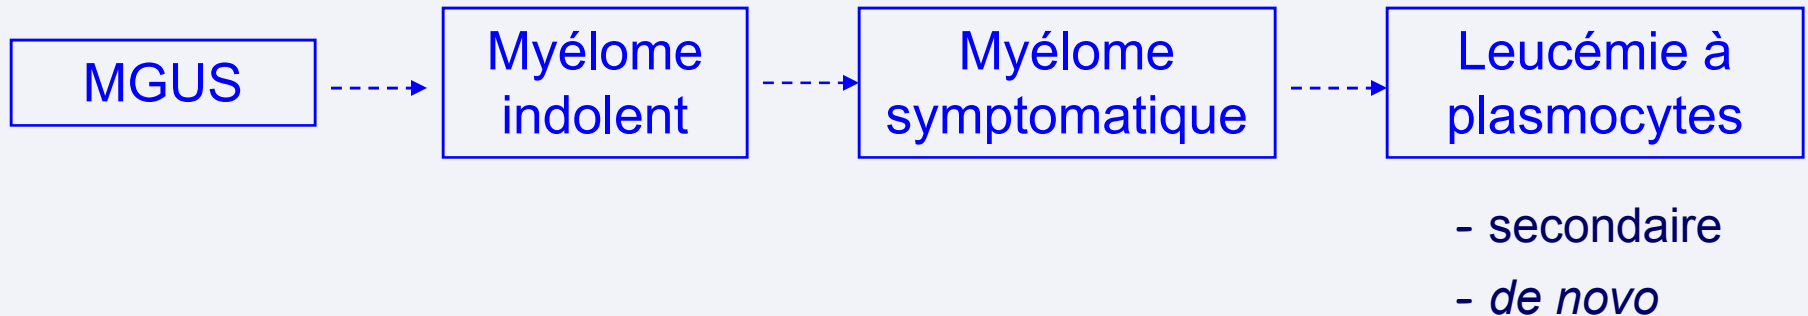 MGUS
Myélome
indolent
Myélome
symptomatique
Leucémie à
plasmocytes
- secondaire
- de novo